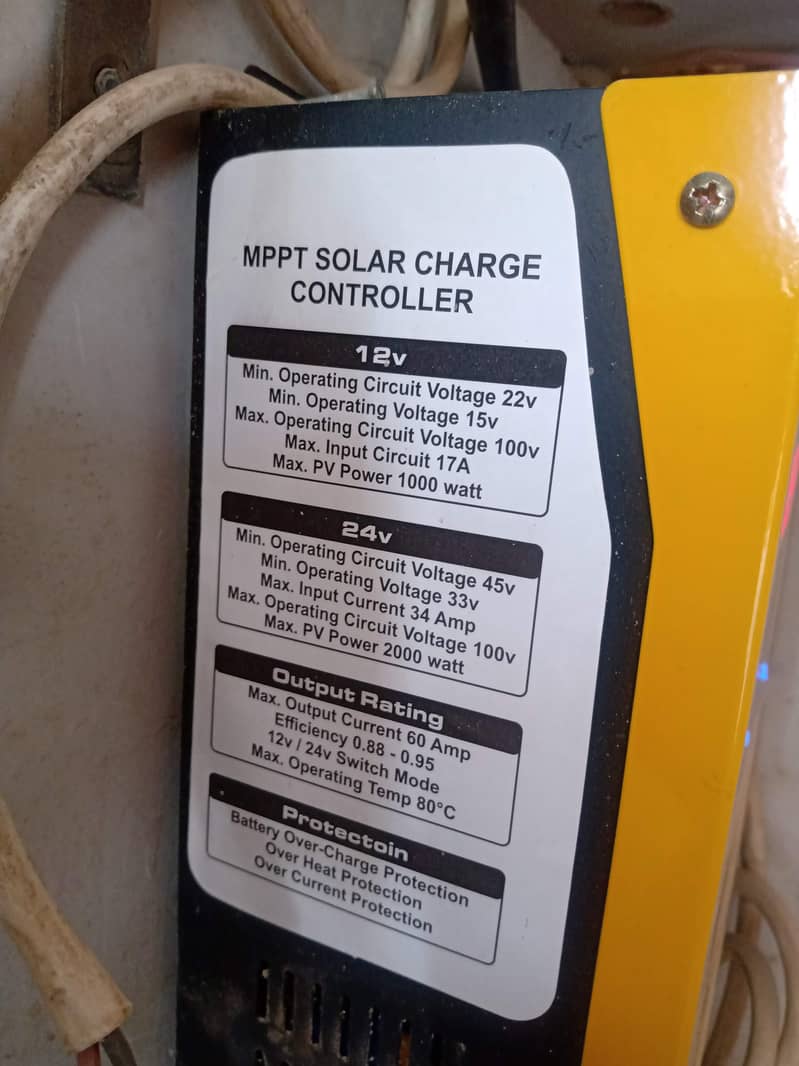 MPPT SOLAR CHARGE
CONTROLLER
12v
Min. Operating Circuit Voltage 22v
Min. Operating Voltage 15v
Max. Operating Circuit Voltage 100v
Max. Input Circuit 17A
Max. PV Power 1000 watt
24v
Min. Operating Circuit Voltage 45v
Min. Operating Voltage 33v
Max. Input Current 34 Amp
Max. Operating Circuit Voltage 100v
Max. PV Power 2000 watt
Output Rating
Max. Output Current 60 Amp
Efficiency 0.88 - 0.95
12v / 24v Switch Mode
Max. Operating Temp 80°C
Protectoin
Battery Over-Charge Protection
Over Heat Protection
Over Current Protection